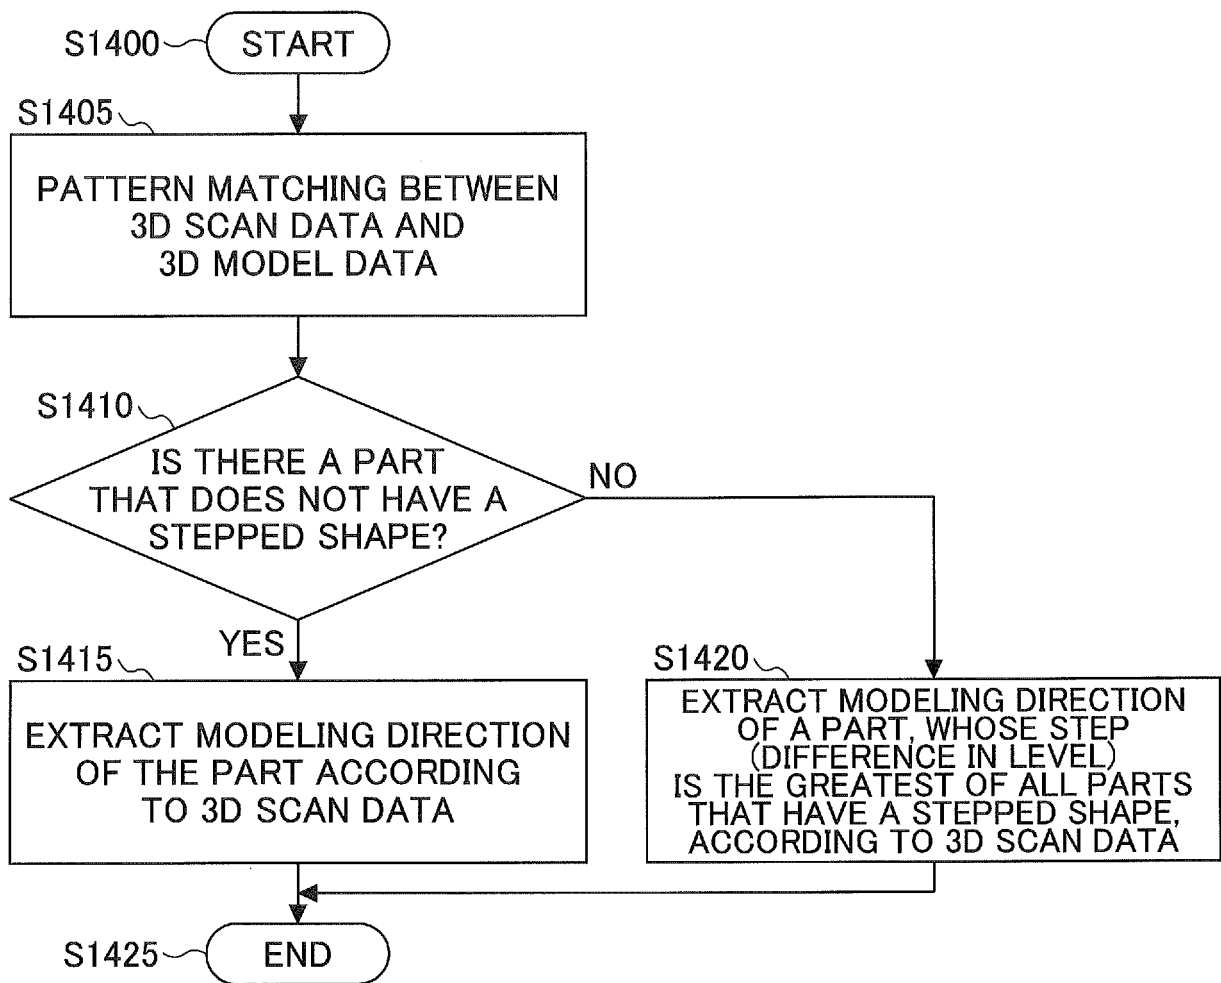 S1400
START
S1405
PATTERN MATCHING BETWEEN
3D SCAN DATA AND
3D MODEL DATA
S1410
IS THERE A PART
THAT DOES NOT HAVE A
STEPPED SHAPE?
NO
YES
S1415
EXTRACT MODELING DIRECTION
OF THE PART ACCORDING
TO 3D SCAN DATA
S1420
EXTRACT MODELING DIRECTION
OF A PART, WHOSE STEP
(DIFFERENCE IN LEVEL)
IS THE GREATEST OF ALL PARTS
THAT HAVE A STEPPED SHAPE,
ACCORDING TO 3D SCAN DATA
S1425
END